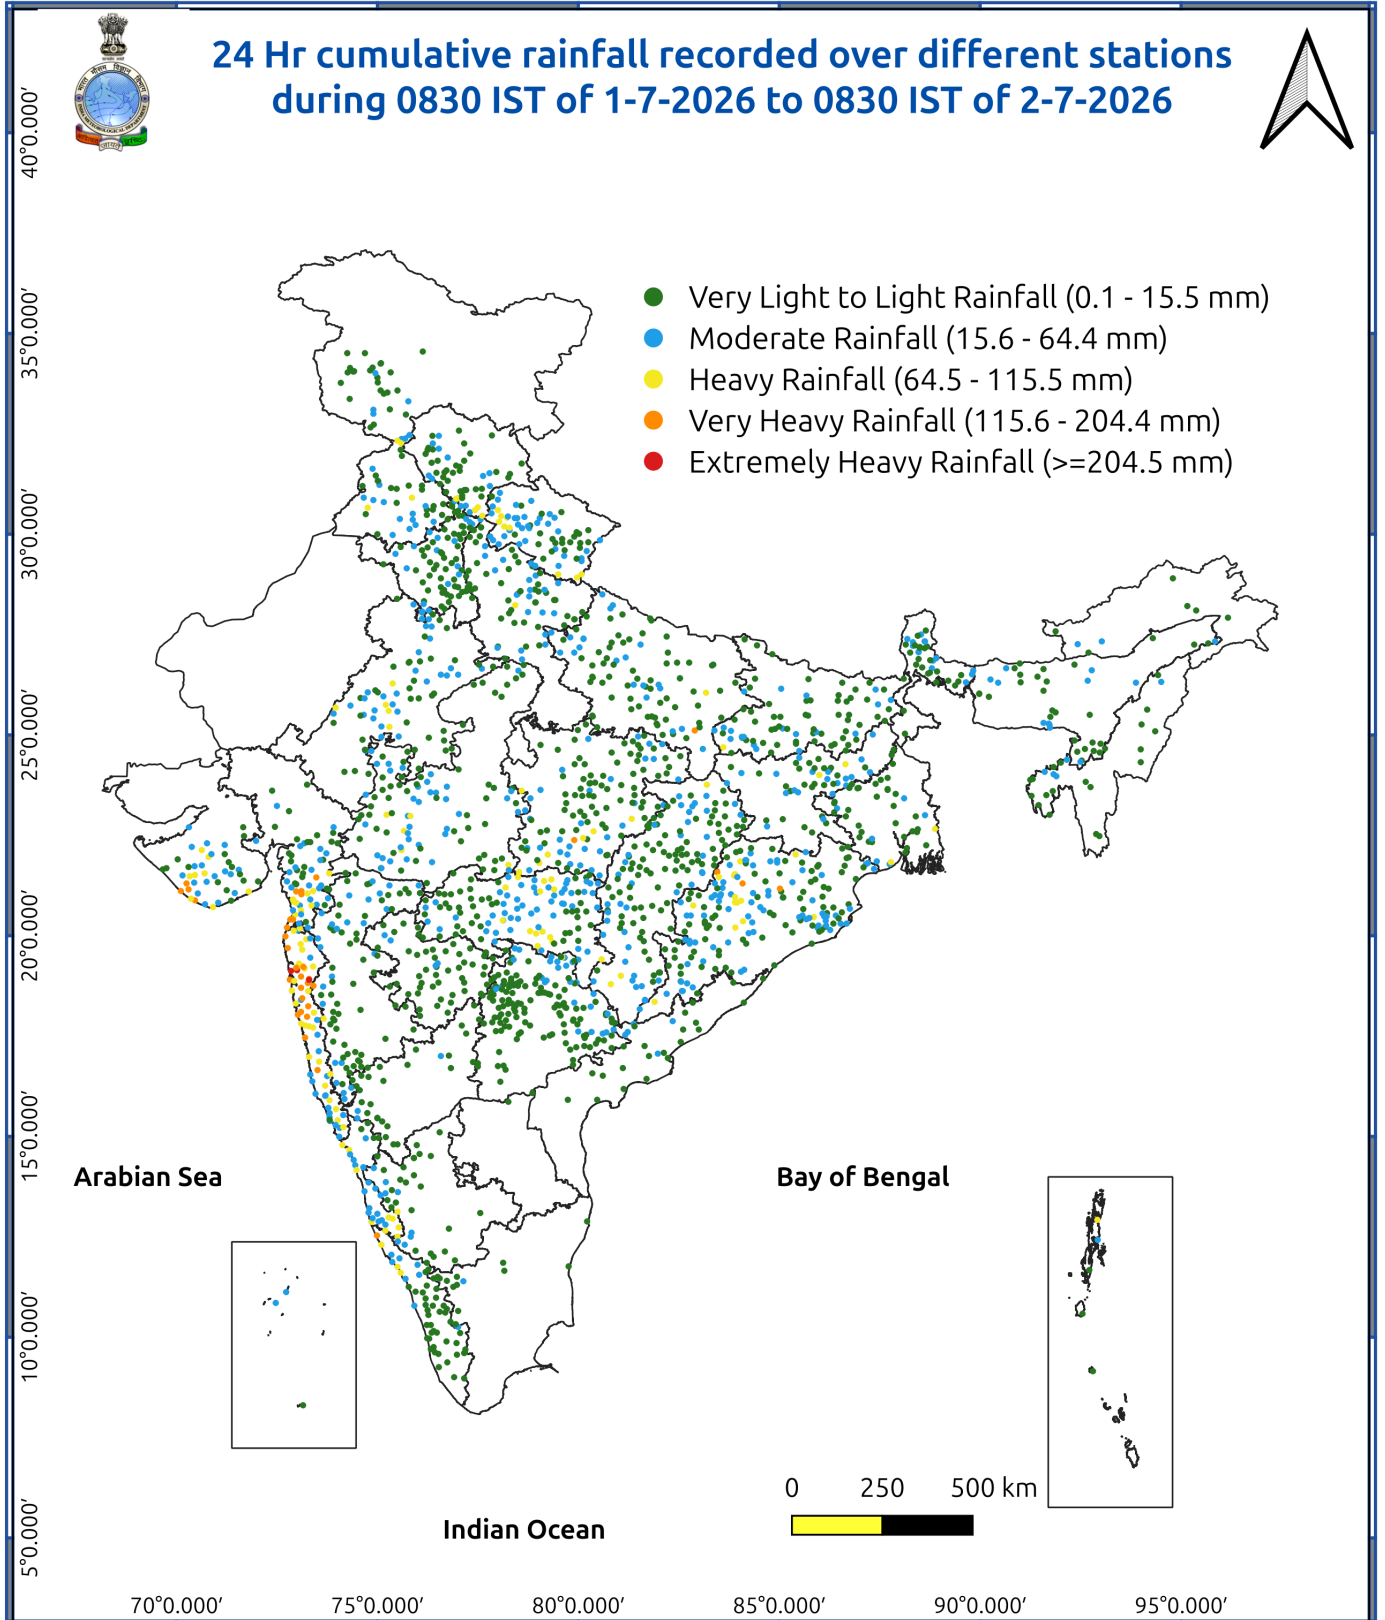 24 Hr cumulative rainfall recorded over different stations
during 0830 IST of 1-7-2026 to 0830 IST of 2-7-2026
Very Light to Light Rainfall (0.1 - 15.5 mm)
Moderate Rainfall (15.6 - 64.4 mm)
Heavy Rainfall (64.5 - 115.5 mm)
Very Heavy Rainfall (115.6 - 204.4 mm)
Extremely Heavy Rainfall (>=204.5 mm)
40°0.000′
35°0.000′
30°0.000′
25°0.000′
20°0.000′
15°0.000′
10°0.000′
5°0.000′
Arabian Sea
Bay of Bengal
Indian Ocean
0 250 500 km
70°0.000′ 75°0.000′ 80°0.000′ 85°0.000′ 90°0.000′ 95°0.000′